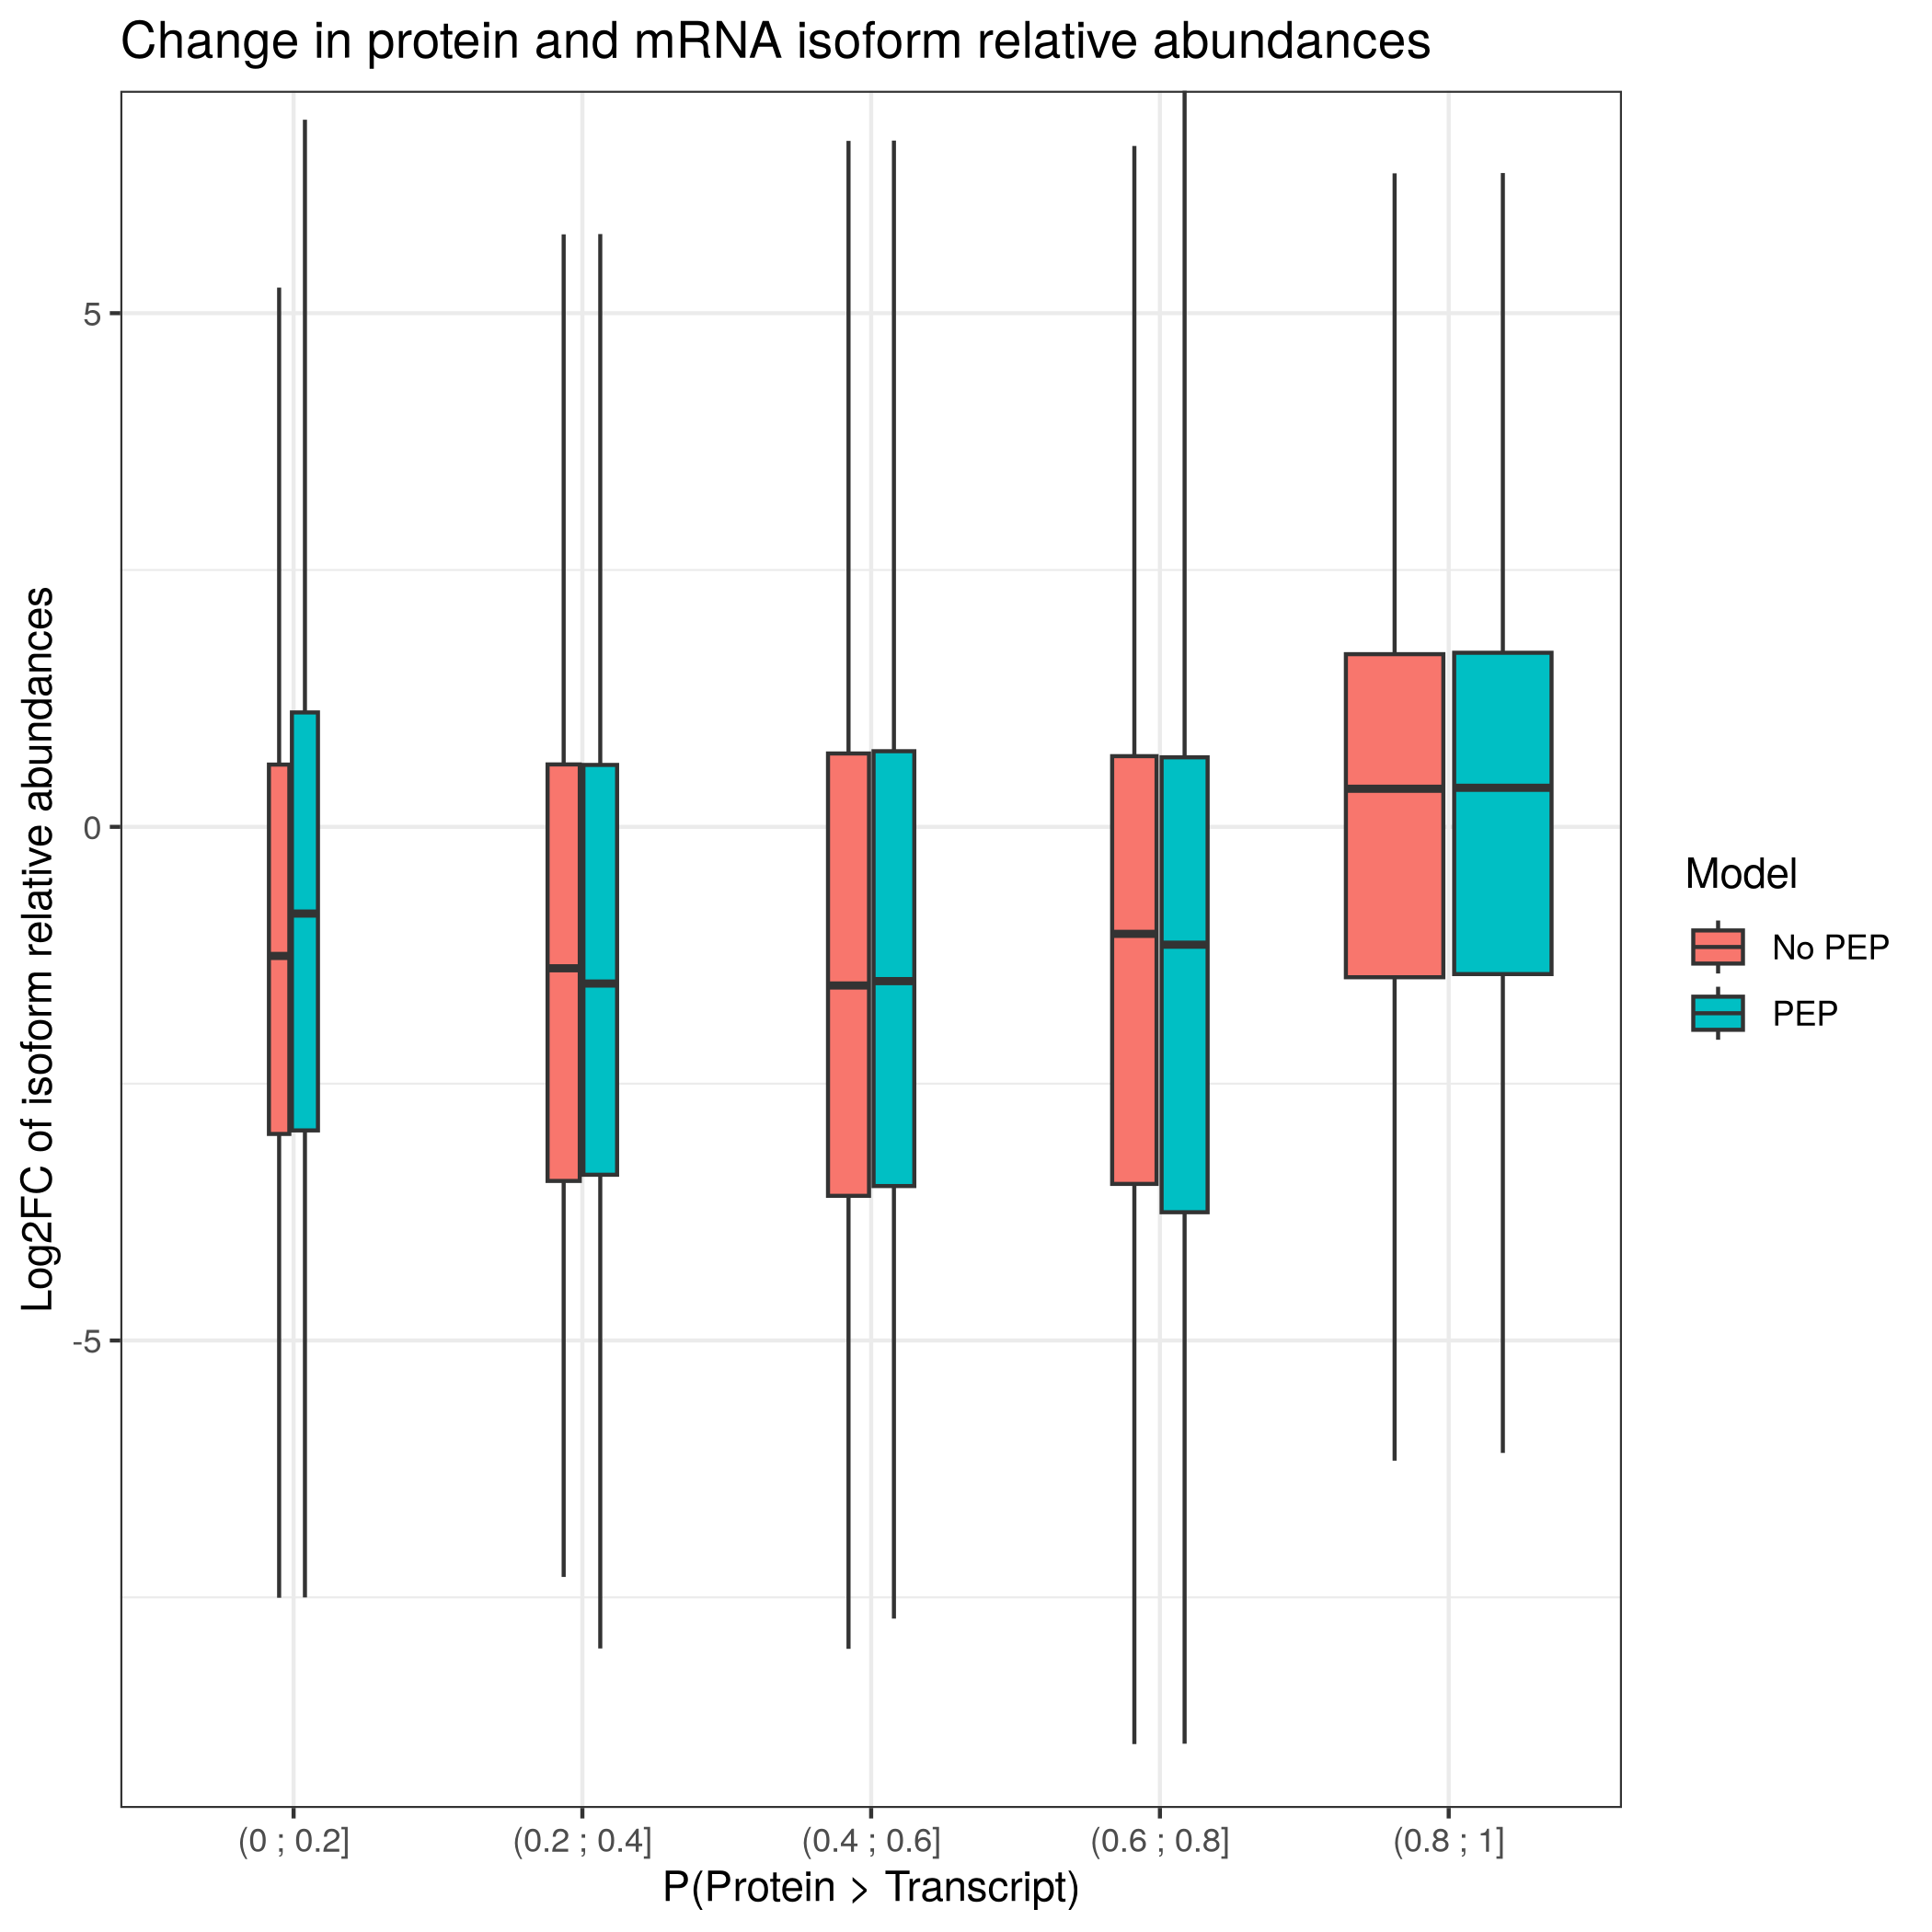 Change in protein and mRNA isoform relative abundances
Log2FC of isoform relative abundances
5
0
-5
(0 ; 0.2]
(0.2 ; 0.4]
(0.4 ; 0.6]
(0.6 ; 0.8]
(0.8 ; 1]
P(Protein > Transcript)
Model
No PEP
PEP